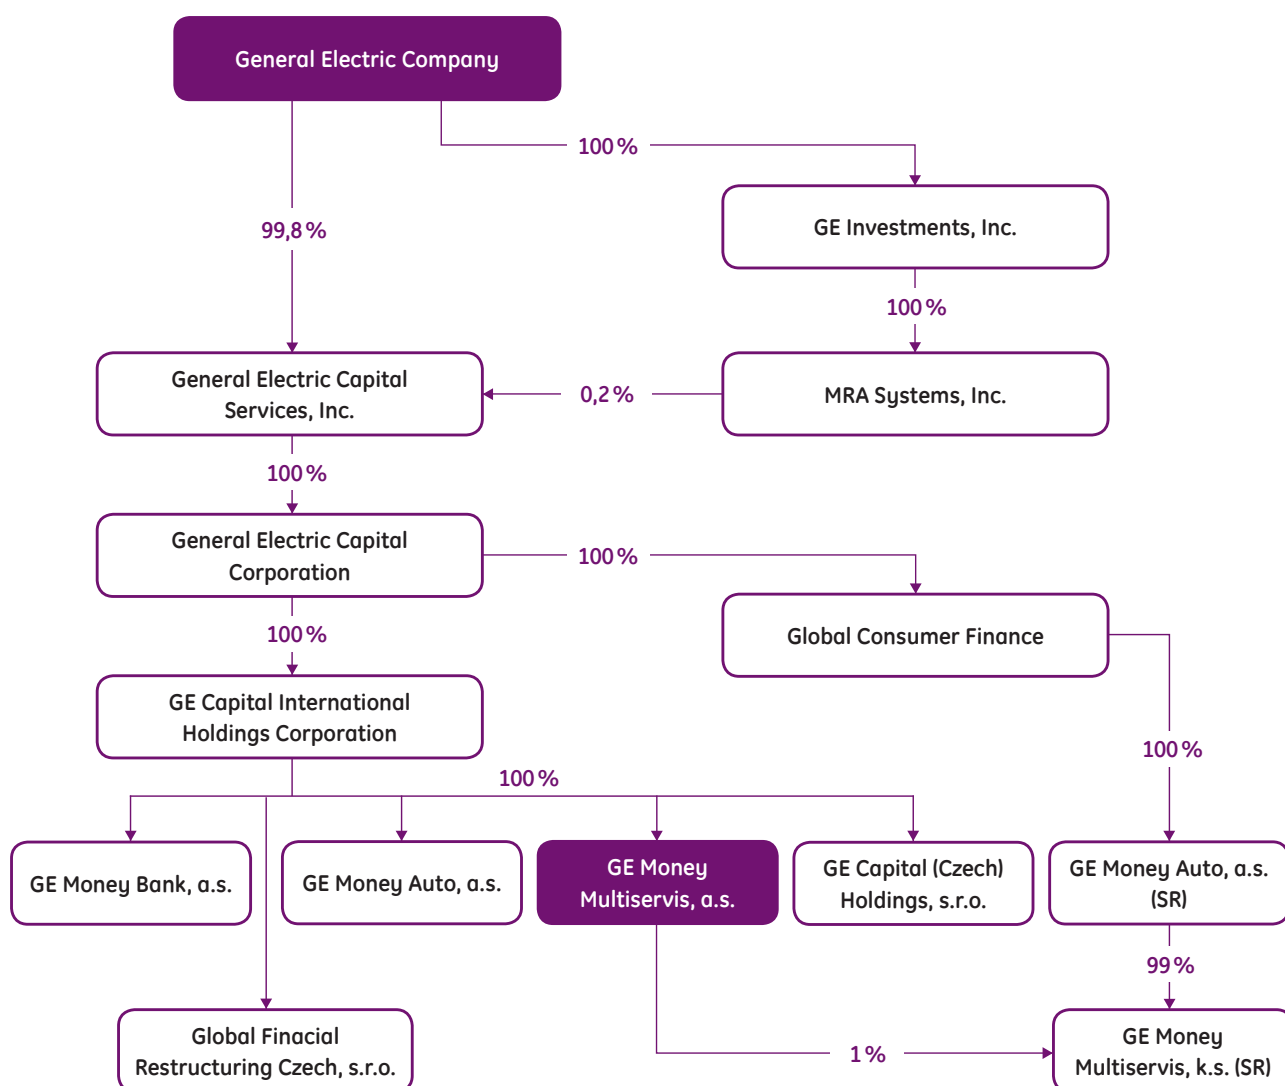 General Electric Company
100 %
GE Investments, Inc.
99,8 %
100 %
General Electric Capital
Services, Inc.
0,2 %
MRA Systems, Inc.
100 %
General Electric Capital
Corporation
100 %
Global Consumer Finance
100 %
GE Capital International
Holdings Corporation
100 %
100 %
GE Money Bank, a.s.
GE Money Auto, a.s.
GE Money
Multiservis, a.s.
GE Capital (Czech)
Holdings, s.r.o.
GE Money Auto, a.s.
(SR)
99 %
Global Finacial
Restructuring Czech, s.r.o.
1 %
GE Money
Multiservis, k.s. (SR)